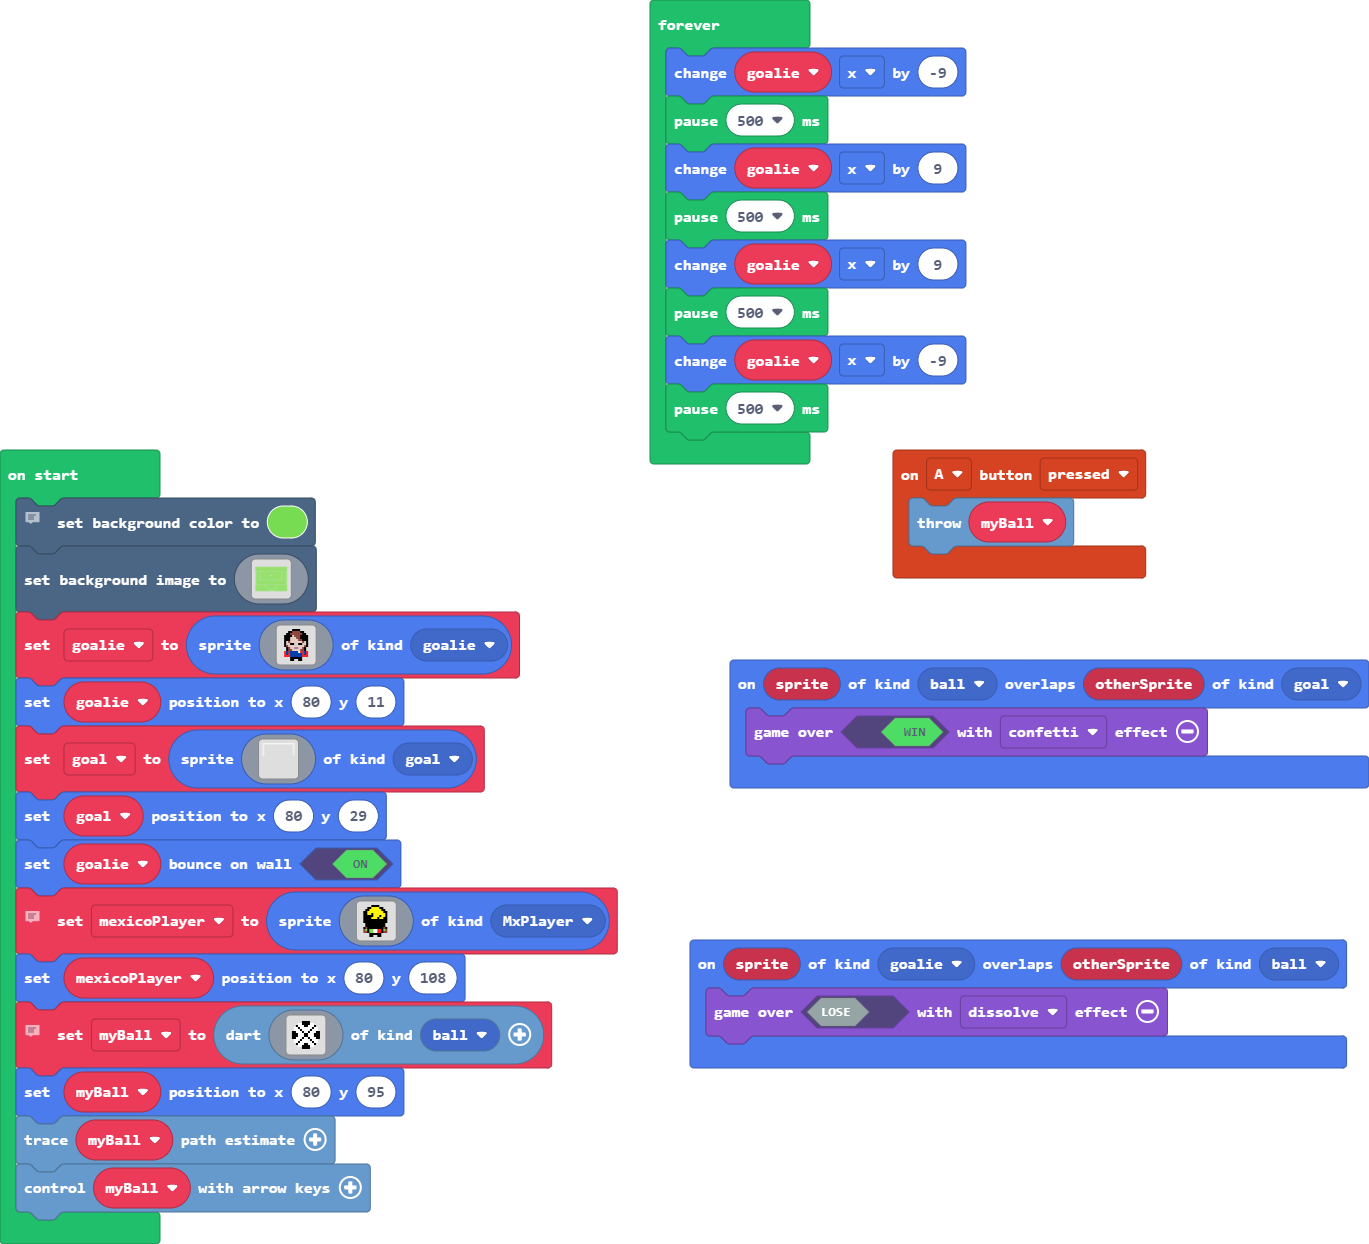 forever
change goalie x by -9
pause 500 ms
change goalie x by 9
pause 500 ms
change goalie x by 9
pause 500 ms
change goalie x by -9
pause 500 ms
on start
set background color to
set background image to
set goalie to sprite of kind goalie
set goalie position to x 80 y 11
set goal to sprite of kind goal
set goal position to x 80 y 29
set goalie bounce on wall ON
set mexicoPlayer to sprite of kind MxPlayer
set mexicoPlayer position to x 80 y 108
set myBall to dart of kind ball
set myBall position to x 80 y 95
trace myBall path estimate
control myBall with arrow keys
on A button pressed
throw myBall
on sprite of kind ball overlaps otherSprite of kind goal
game over WIN with confetti effect
on sprite of kind goalie overlaps otherSprite of kind ball
game over LOSE with dissolve effect